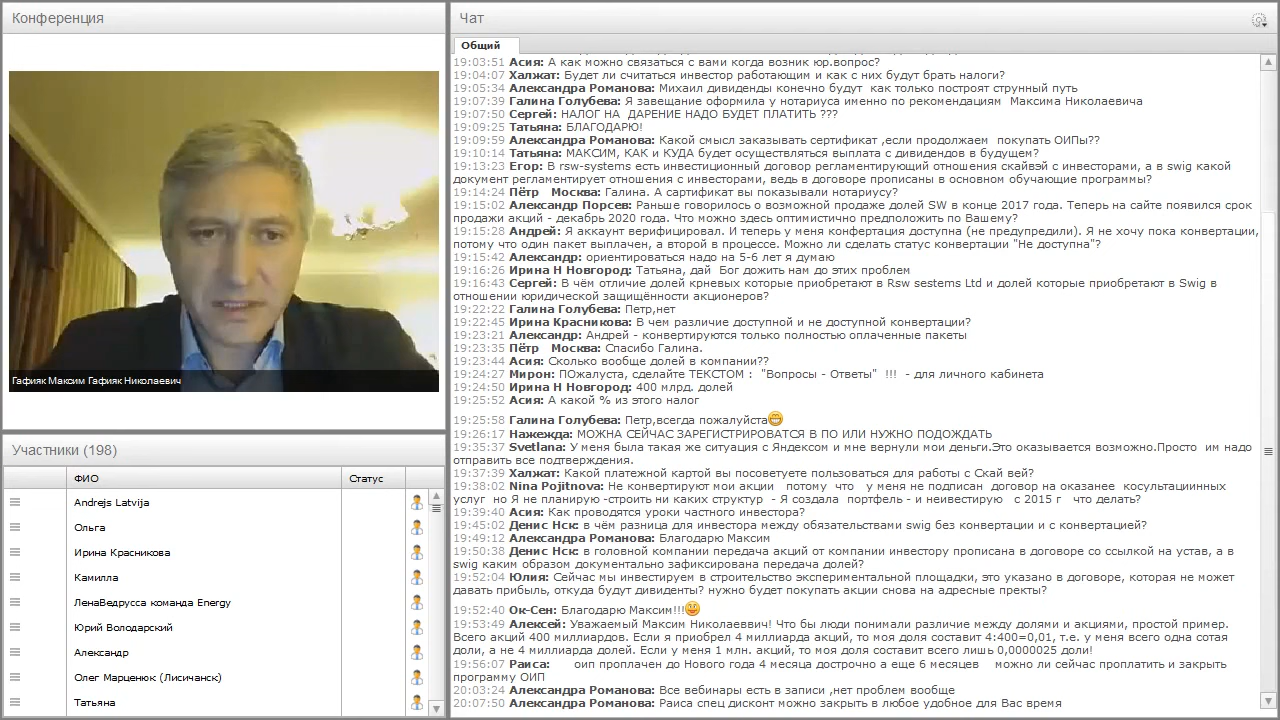 Конференция
Гафияк Максим Гафияк Николаевич
Участники (198)
ФИО
Статус
Andrejs Latvija
Ольга
Ирина Красникова
Камилла
ЛенаВедрусса команда Energy
Юрий Володарский
Александр
Олег Марценюк (Лисичанск)
Татьяна
Чат
Общий
19:03:51 Асия: А как можно связаться с вами когда возник юр.вопрос?
19:04:07 Халжат: Будет ли считаться инвестор работающим и как с них будут брать налоги?
19:05:34 Александра Романова: Михаил дивиденды конечно будут как только построят струнный путь
19:07:39 Галина Голубева: Я завещание оформила у нотариуса именно по рекомендациям Максима Николаевича
19:07:50 Сергей: НАЛОГ НА ДАРЕНИЕ НАДО БУДЕТ ПЛАТИТЬ ???
19:09:25 Татьяна: БЛАГОДАРЮ!
19:09:59 Александра Романова: Какой смысл заказывать сертификат ,если продолжаем покупать ОИПы??
19:10:14 Татьяна: МАКСИМ, КАК и КУДА будет осуществляться выплата с дивидендов в будущем?
19:13:23 Егор: В rsw-systems есть инвестиционный договор регламентирующий отношения скайвэй с инвесторами, а в swig какой
документ регламентирует отношения с инвесторами, ведь в договоре прописаны в основном обучающие программы?
19:14:24 Пётр Москва: Галина. А сартификат вы показывали нотариусу?
19:15:02 Александр Порсев: Раньше говорилось о возможной продаже долей SW в конце 2017 года. Теперь на сайте появился срок
продажи акций - декабрь 2020 года. Что можно здесь оптимистично предположить по Вашему?
19:15:28 Андрей: Я аккаунт верифицировал. И теперь у меня конфертация доступна (не предупредили). Я не хочу пока конвертации,
потому что один пакет выплачен, а второй в процессе. Можно ли сделать статус конвертации "Не доступна"?
19:15:42 Александр: ориентироваться надо на 5-6 лет я думаю
19:16:26 Ирина Н Новгород: Татьяна, дай Бог дожить нам до этих проблем
19:16:43 Сергей: В чём отличие долей крневых которые приобретают в Rsw sestems Ltd и долей которые приобретают в Swig в
отношении юридической защищённости акционеров?
19:22:22 Галина Голубева: Петр,нет
19:22:45 Ирина Красникова: В чем различие доступной и не доступной конвертации?
19:23:21 Александр: Андрей - конвертируются только полностью оплаченные пакеты
19:23:35 Пётр Москва: Спасибо Галина.
19:23:44 Асия: Сколько вообще долей в компании??
19:24:27 Мирон: ПОжалуста, сделайте ТЕКСТОМ : "Вопросы - Ответы" !!! - для личного кабинета
19:24:50 Ирина Н Новгород: 400 млрд. долей
19:25:52 Асия: А какой % из этого налог
19:25:58 Галина Голубева: Петр,всегда пожалуйста
19:26:17 Нажежда: МОЖНА СЕЙЧАС ЗАРЕГИСТРИРОВАТСЯ В ПО ИЛИ НУЖНО ПОДОЖДАТЬ
19:35:37 Svetlana: У меня была такая же ситуация с Яндексом и мне вернули мои деньги.Это оказывается возможно.Просто им надо
отправить все подтверждения.
19:37:39 Халжат: Какой платежной картой вы посоветуете пользоваться для работы с Скай вей?
19:38:02 Nina Pojitnova: Не конвертируют мои акции потому что у меня не подписан договор на оказанее косультациинных
услуг но Я не планирую -строить ни каких структур - Я создала портфель - и неивестирую с 2015 г что делать?
19:39:40 Асия: Как проводятся уроки частного инвестора?
19:45:02 Денис Нск: в чём разница для инвестора между обязательствами swig без конвертации и с конвертацией?
19:49:12 Александра Романова: Благодарю Максим
19:50:38 Денис Нск: в головной компании передача акций от компании инвестору прописана в договоре со ссылкой на устав, а в
swig каким образом документально зафиксирована передача долей?
19:52:04 Юлия: Сейчас мы инвестируем в строительство экспериментальной площадки, это указано в договоре, которая не может
давать прибыль, откуда будут дивиденты? нужно будет покупать акции снова на адресные пректы?
19:52:40 Ок-Сен: Благодарю Максим!!!
19:53:49 Алексей: Уважаемый Максим Николаеввич! Что бы люди понимали различие между долями и акциями, простой пример.
Всего акций 400 миллиардов. Если я приобрел 4 миллиарда акций, то моя доля составит 4:400=0,01, т.е. у меня всего одна сотая
доли, а не 4 миллиарда долей. Если у меня 1 млн. акций, то моя доля составит всего лишь 0,0000025 доли!
19:56:07 Раиса: оип проплачен до Нового года 4 месяца дострочно а еще 6 месяцев можно ли сейчас проплатить и закрыть
программу ОИП
20:03:24 Александра Романова: Все вебинары есть в записи ,нет проблем вообще
20:07:50 Александра Романова: Раиса спец дисконт можно закрыть в любое удобное для Вас время